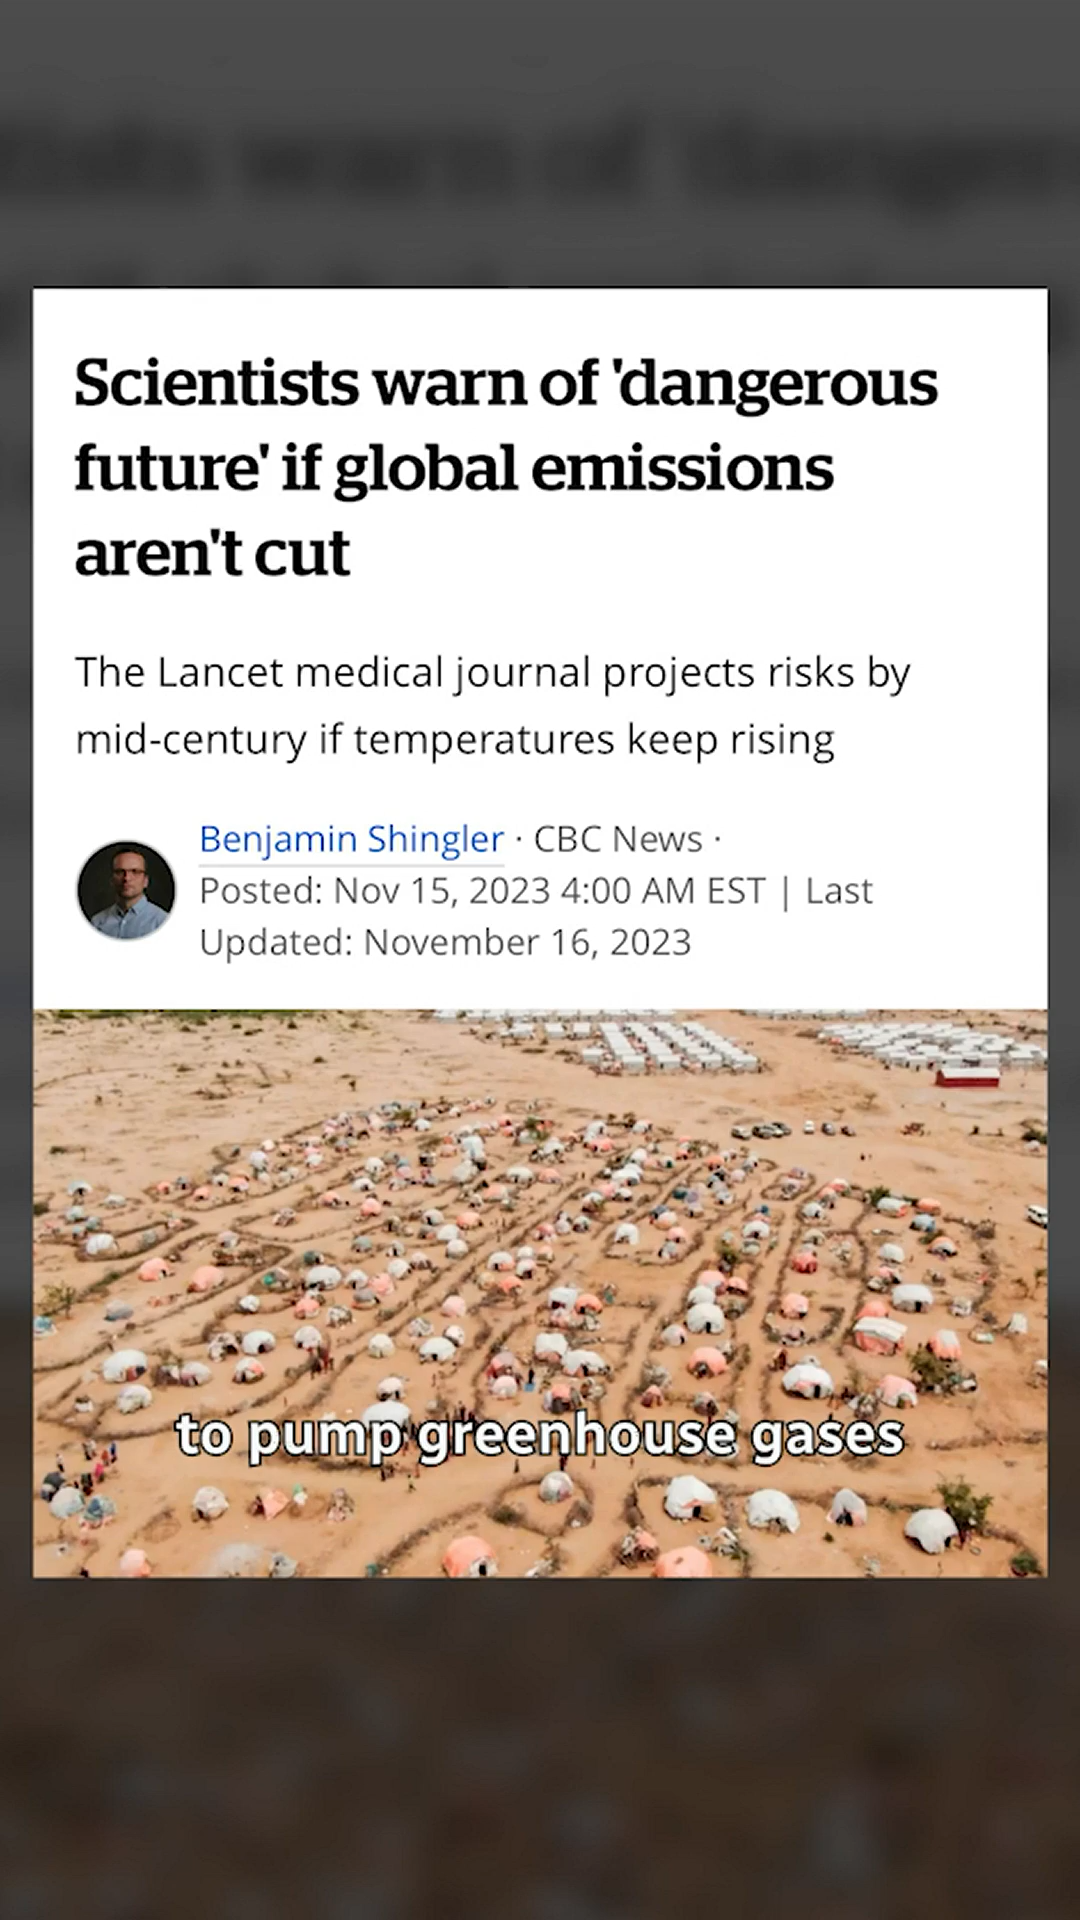 Scientists warn of 'dangerous
future' if global emissions
aren't cut
The Lancet medical journal projects risks by
mid-century if temperatures keep rising
Benjamin Shingler · CBC News ·
Posted: Nov 15, 2023 4:00 AM EST | Last
Updated: November 16, 2023
to pump greenhouse gases